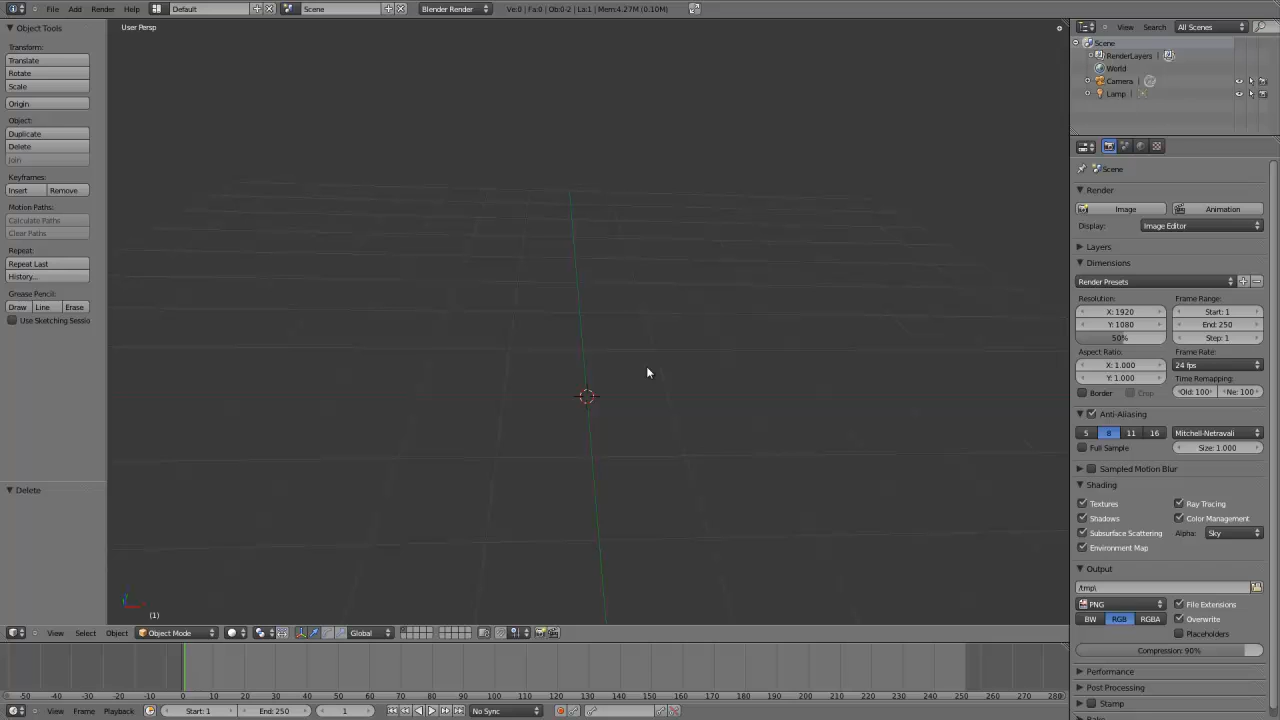 File Add Render Help Default Scene Blender Render Ve:0 | Fa:0 | Ob:0-2 | La:1 | Mem:4.27M (0.10M)
View Search All Scenes
Object Tools
User Persp
Transform:
Translate
Rotate
Scale
Origin
Object:
Duplicate
Delete
Join
Keyframes:
Insert Remove
Motion Paths:
Calculate Paths
Clear Paths
Repeat:
Repeat Last
History...
Grease Pencil:
Draw Line Erase
Use Sketching Sessio
Delete
(1)
Scene
RenderLayers
World
Camera
Lamp
Scene
Render
Image Animation
Display: Image Editor
Layers
Dimensions
Render Presets
Resolution: Frame Range:
X: 1920 Start: 1
Y: 1080 End: 250
50% Step: 1
Aspect Ratio: Frame Rate:
X: 1.000 24 fps
Y: 1.000 Time Remapping:
Border Crop Old: 100 Ne: 100
Anti-Aliasing
5 8 11 16 Mitchell-Netravali
Full Sample Size: 1.000
Sampled Motion Blur
Shading
Textures Ray Tracing
Shadows Color Management
Subsurface Scattering Alpha: Sky
Environment Map
Output
/tmp\
PNG File Extensions
BW RGB RGBA Overwrite
Placeholders
Compression: 90%
Performance
Post Processing
Stamp
View Select Object Object Mode Global
-50 -40 -30 -20 -10 0 10 20 30 40 50 60 70 80 90 100 110 120 130 140 150 160 170 180 190 200 210 220 230 240 250 260 270 280
View Frame Playback Start: 1 End: 250 1 No Sync